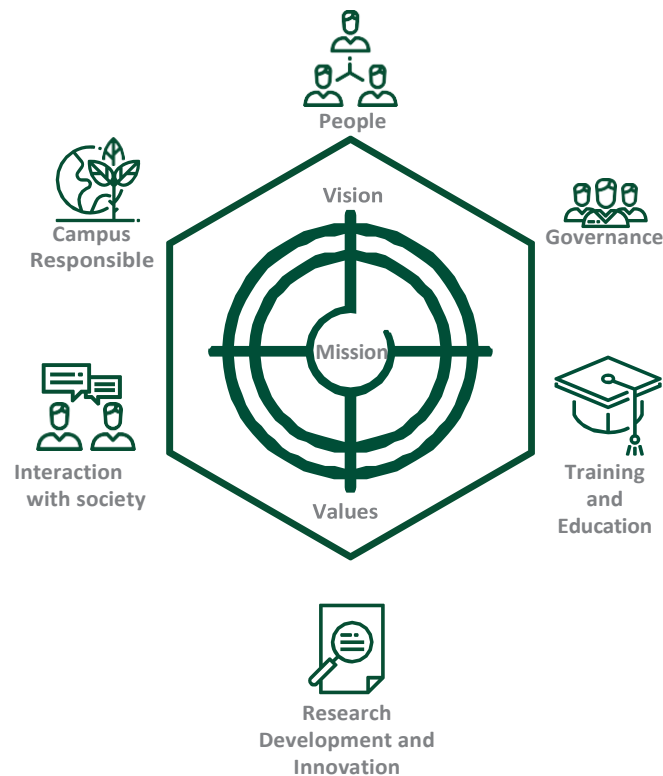 People
Vision
Campus
Responsible
Governance
Mission
Interaction
with society
Training
and
Education
Values
Research
Development and
Innovation